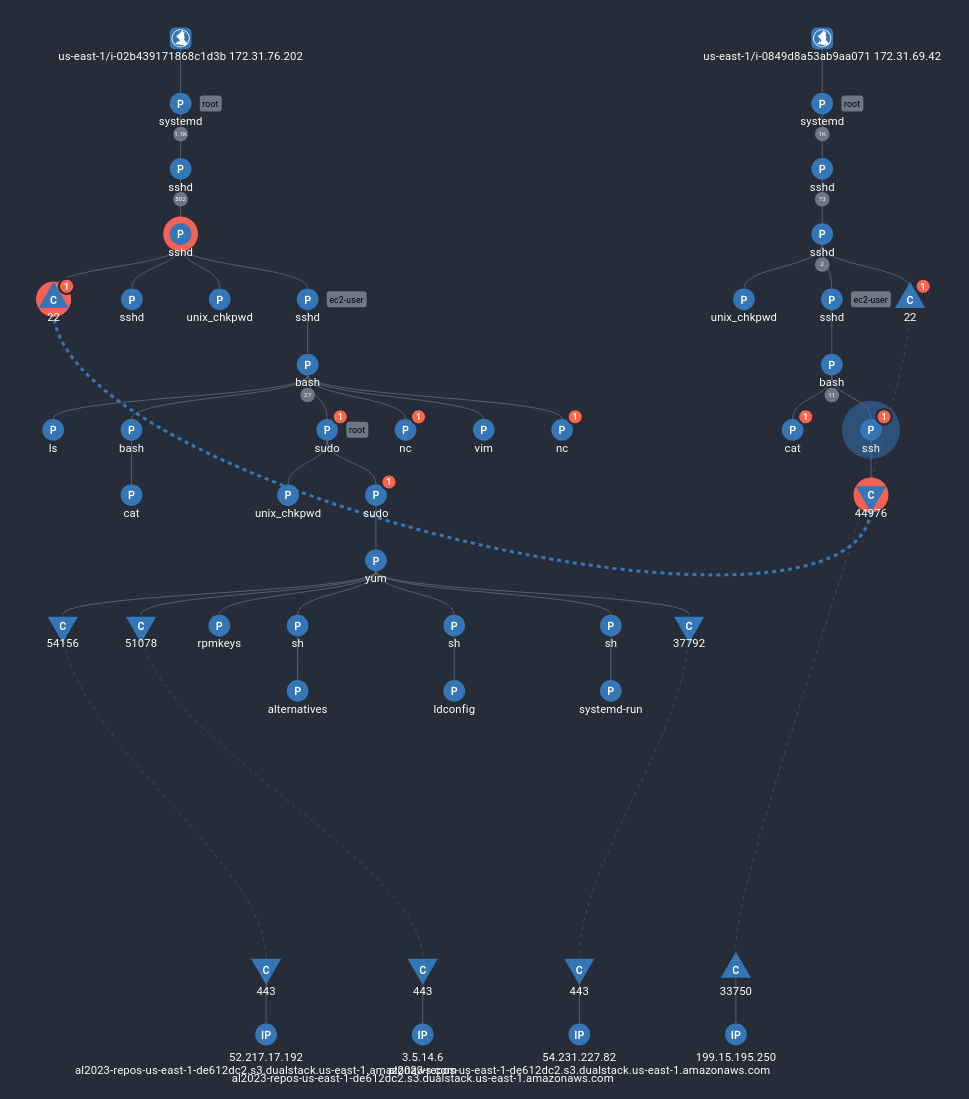 us-east-1/i-02b439171868c1d3b 172.31.76.202
us-east-1/i-0849d8a53ab9aa071 172.31.69.42
P root
P root
systemd
systemd
1.1K
1K
P
P
sshd
sshd
502
73
P
P
sshd
sshd
2
C 1
P
P
P ec2-user
P
P ec2-user
C 1
22
sshd
unix_chkpwd
sshd
unix_chkpwd
sshd
22
P
P
bash
bash
27
11
P
P
P 1 root
P 1
P
P 1
P 1
P 1
ls
bash
sudo
nc
vim
nc
cat
ssh
P
P
P 1
C
cat
unix_chkpwd
sudo
44976
P
yum
C
C
P
P
P
P
C
54156
51078
rpmkeys
sh
sh
sh
37792
P
P
P
alternatives
ldconfig
systemd-run
C
C
C
C
443
443
443
33750
IP
IP
IP
IP
52.217.17.192
3.5.14.6
54.231.227.82
199.15.195.250
al2023-repos-us-east-1-de612dc2.s3.dualstack.us-east-1.amazonaws.com
al2023-repos-us-east-1-de612dc2.s3.dualstack.us-east-1.amazonaws.com
al2023-repos-us-east-1-de612dc2.s3.dualstack.us-east-1.amazonaws.com